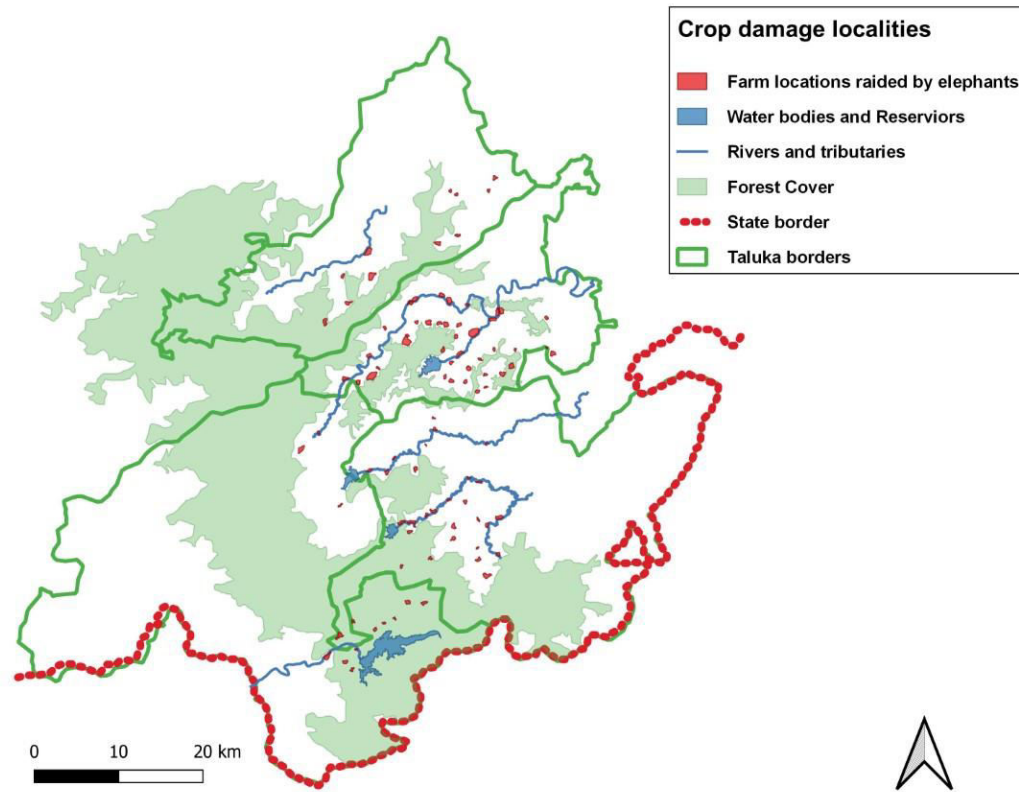 Crop damage localities
Farm locations raided by elephants
Water bodies and Reserviors
Rivers and tributaries
Forest Cover
State border
Taluka borders
0 10 20 km